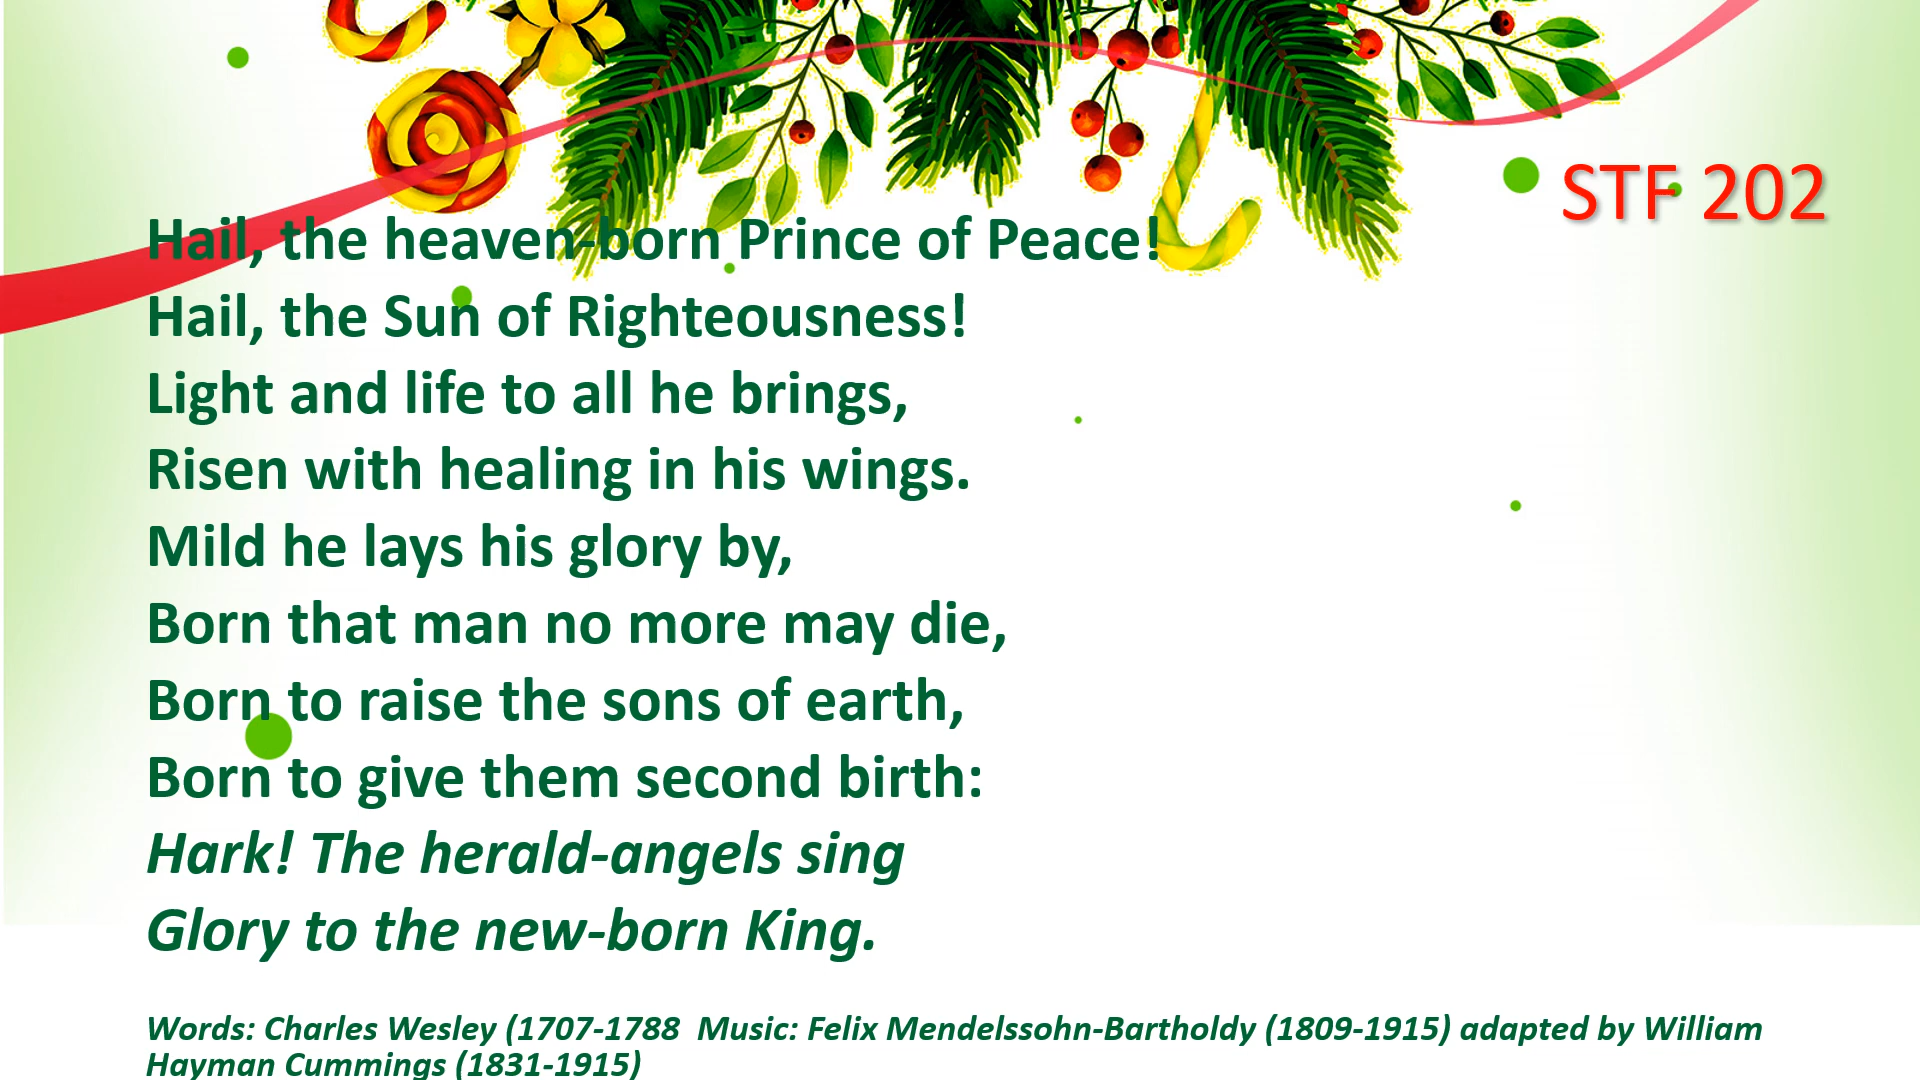 STF 202
Hail, the heaven-born Prince of Peace!
Hail, the Sun of Righteousness!
Light and life to all he brings,
Risen with healing in his wings.
Mild he lays his glory by,
Born that man no more may die,
Born to raise the sons of earth,
Born to give them second birth:
Hark! The herald-angels sing
Glory to the new-born King.
Words: Charles Wesley (1707-1788  Music: Felix Mendelssohn-Bartholdy (1809-1915) adapted by William
Hayman Cummings (1831-1915)